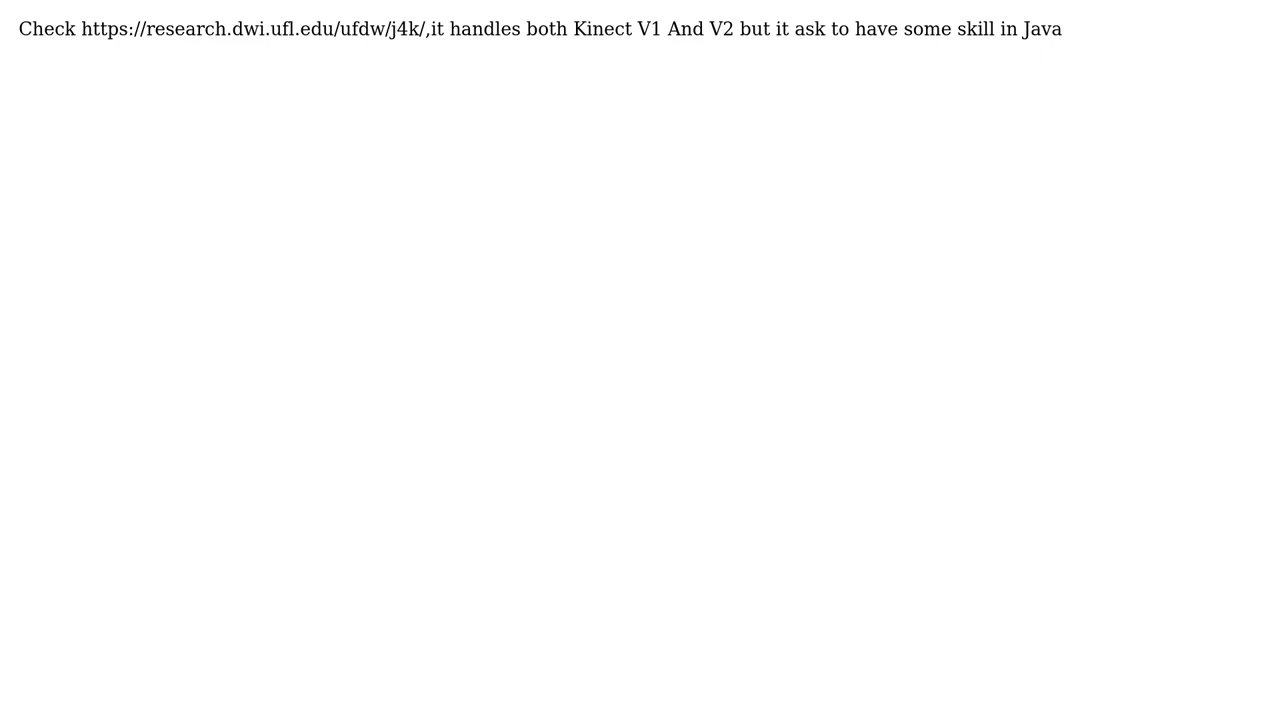 Check https://research.dwi.ufl.edu/ufdw/j4k/,it handles both Kinect V1 And V2 but it ask to have some skill in Java